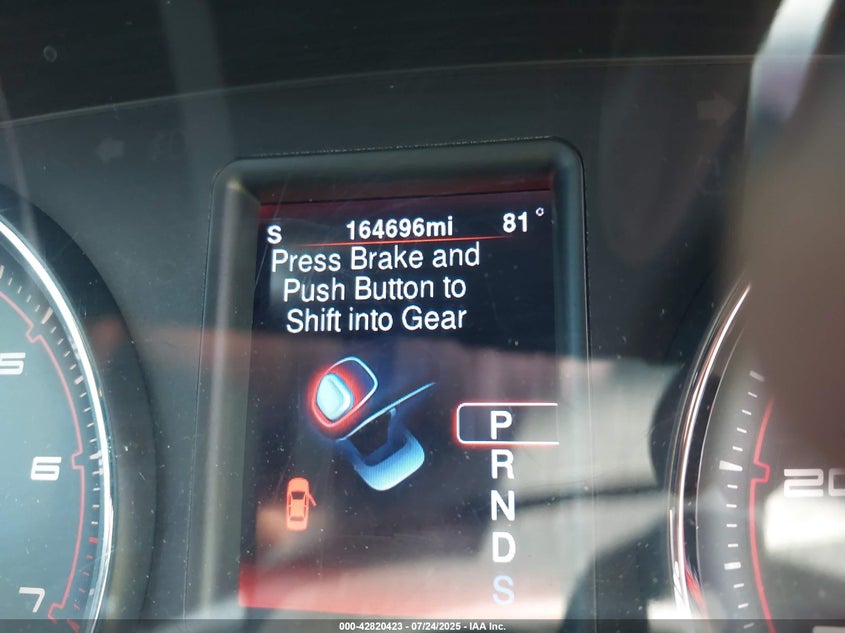 S 164696mi 81°
Press Brake and
Push Button to
Shift into Gear
P
R
N
D
S
5
6
7
000-42820423 - 07/24/2025 - IAA Inc.